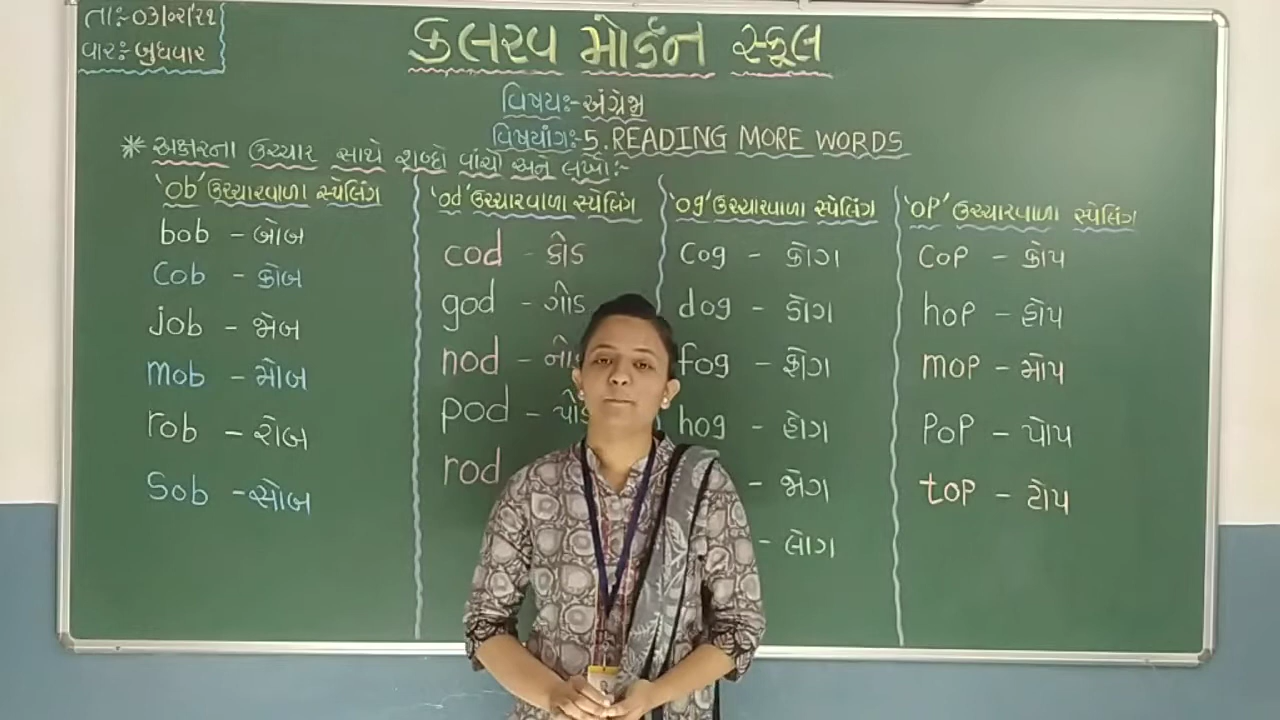 તા:-૦૩/૦૨/૨૧
વાર:-બુધવાર
કલરવ મોર્ડન સ્કૂલ
વિષય:-અંગ્રેજી
વિષયાંગ:-5. READING MORE WORDS
* અક્ષરના ઉચ્ચાર સાથે શબ્દો વાંચો અને લખો:-
'ob' ઉચ્ચારવાળા સ્પેલિંગ
bob - બોબ
cob - કોબ
job - જોબ
mob - મોબ
rob - રોબ
sob - સોબ
'od' ઉચ્ચારવાળા સ્પેલિંગ
cod - કોડ
god - ગોડ
nod -
pod -
rod
'og' ઉચ્ચારવાળા સ્પેલિંગ
cog - કોગ
dog - ડોગ
fog - ફોગ
hog - હોગ
- જોગ
- લોગ
'op' ઉચ્ચારવાળા સ્પેલિંગ
cop - કોપ
hop - હોપ
mop - મોપ
pop - પોપ
top - ટોપ